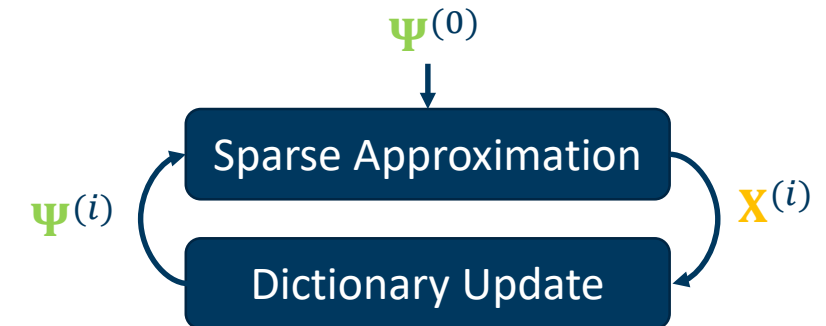 Ψ⁽⁰⁾
Sparse Approximation
Ψ⁽ⁱ⁾
X⁽ⁱ⁾
Dictionary Update